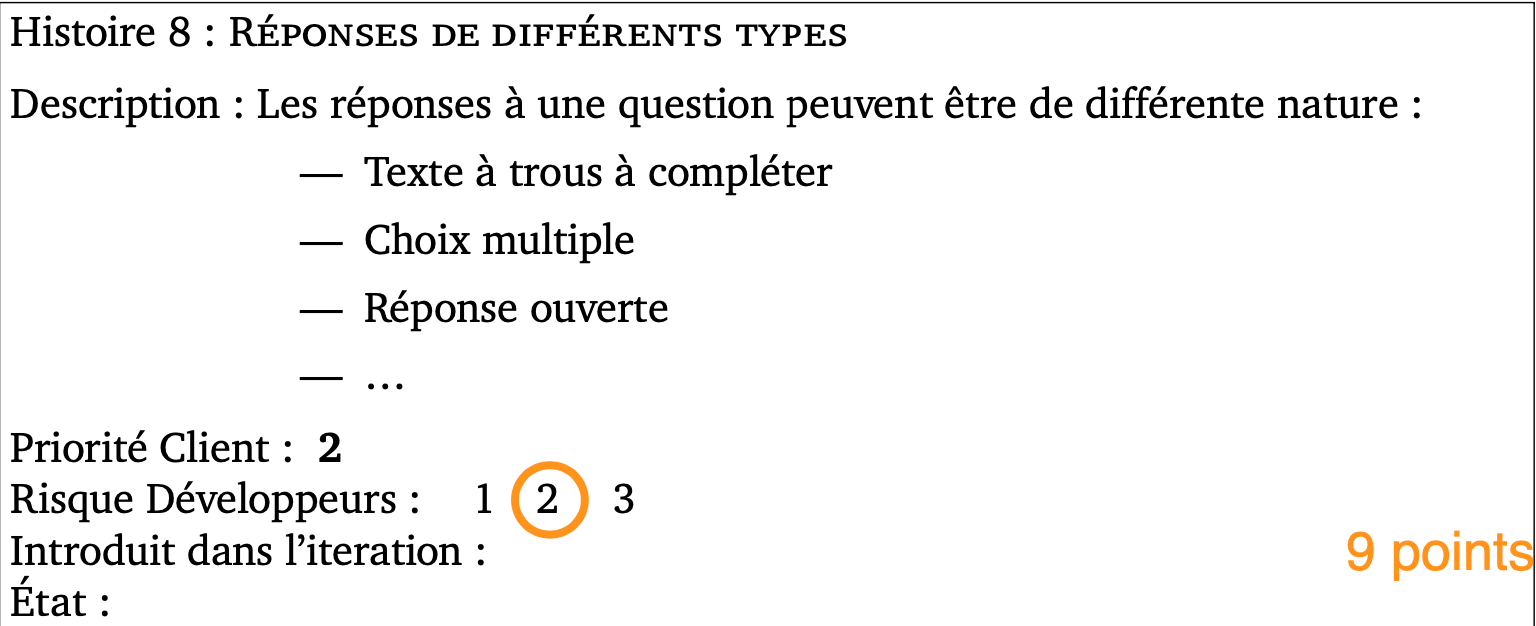 Histoire 8 : RÉPONSES DE DIFFÉRENTS TYPES
Description : Les réponses à une question peuvent être de différente nature :
— Texte à trous à compléter
— Choix multiple
— Réponse ouverte
— …
Priorité Client : 2
Risque Développeurs : 1 2 3
Introduit dans l’iteration :
9 points
État :